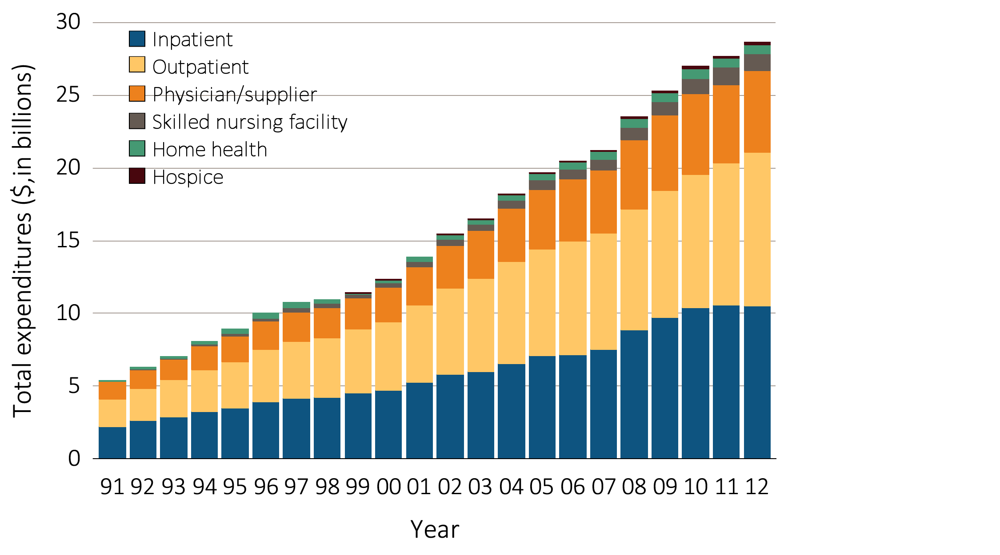 Total expenditures ($,in billions)
30
25
20
15
10
5
0
Inpatient
Outpatient
Physician/supplier
Skilled nursing facility
Home health
Hospice
91 92 93 94 95 96 97 98 99 00 01 02 03 04 05 06 07 08 09 10 11 12
Year